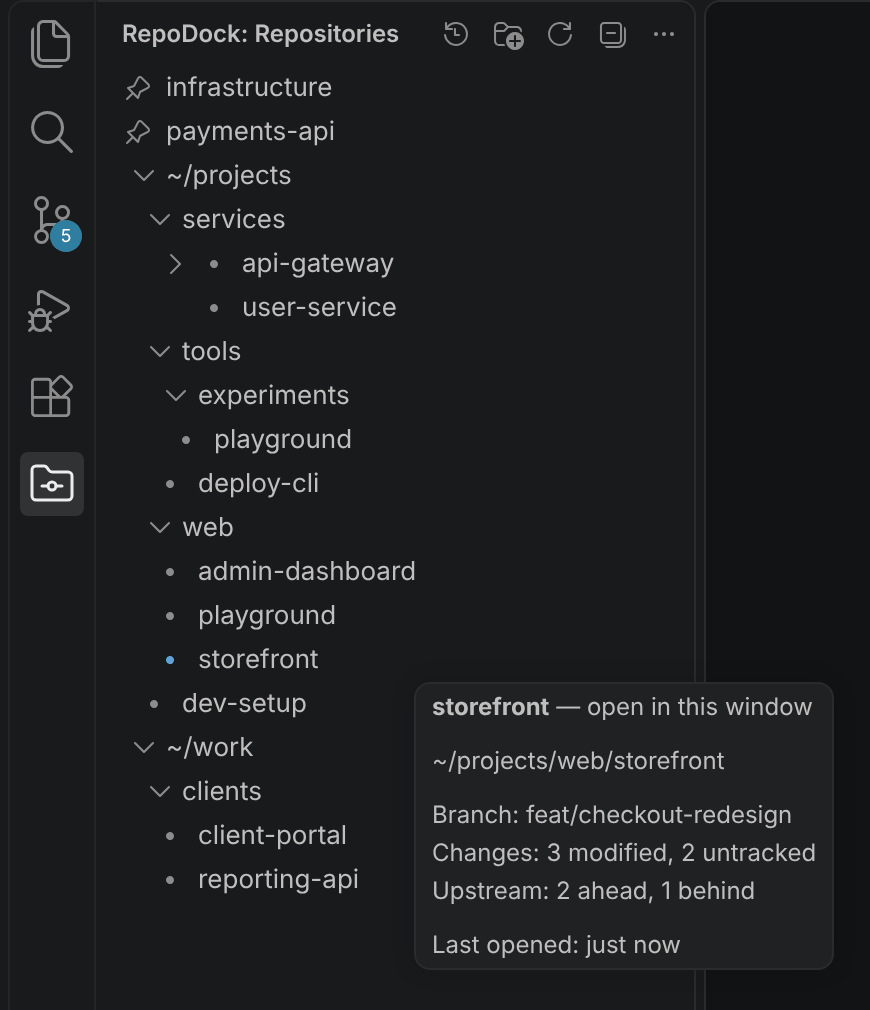 RepoDock: Repositories
infrastructure
payments-api
~/projects
services
api-gateway
5
user-service
tools
experiments
playground
deploy-cli
web
admin-dashboard
playground
storefront
dev-setup
~/work
clients
client-portal
reporting-api
storefront — open in this window
~/projects/web/storefront
Branch: feat/checkout-redesign
Changes: 3 modified, 2 untracked
Upstream: 2 ahead, 1 behind
Last opened: just now